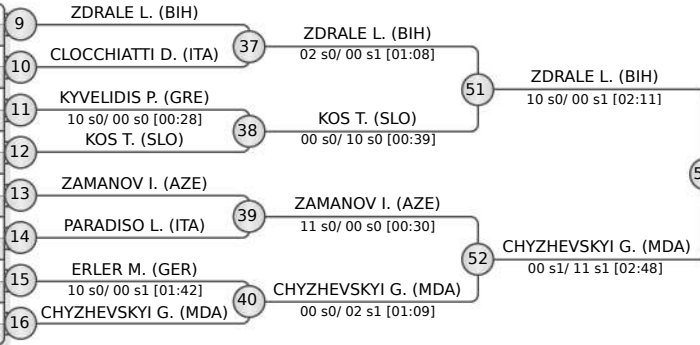 9
ZDRALE L. (BIH)
10
CLOCCHIATTI D. (ITA)
37
ZDRALE L. (BIH)
02 s0/ 00 s1 [01:08]
11
KYVELIDIS P. (GRE)
10 s0/ 00 s0 [00:28]
12
KOS T. (SLO)
38
KOS T. (SLO)
00 s0/ 10 s0 [00:39]
51
ZDRALE L. (BIH)
10 s0/ 00 s1 [02:11]
13
ZAMANOV I. (AZE)
14
PARADISO L. (ITA)
39
ZAMANOV I. (AZE)
11 s0/ 00 s0 [00:30]
15
ERLER M. (GER)
10 s0/ 00 s1 [01:42]
16
CHYZHEVSKYI G. (MDA)
40
CHYZHEVSKYI G. (MDA)
00 s0/ 02 s1 [01:09]
52
CHYZHEVSKYI G. (MDA)
00 s1/ 11 s1 [02:48]